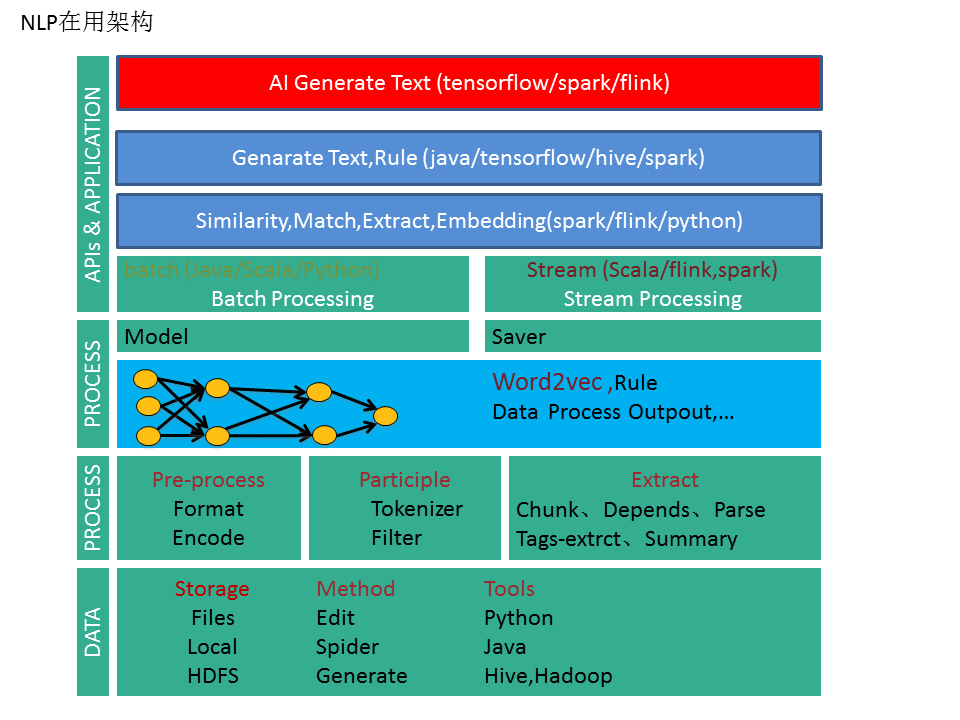 NLP在用架构
APIs & APPLICATION
AI Generate Text (tensorflow/spark/flink)
Genarate Text,Rule (java/tensorflow/hive/spark)
Similarity,Match,Extract,Embedding(spark/flink/python)
batch (Java/Scala/Python)
Batch Processing
Stream (Scala/flink,spark)
Stream Processing
PROCESS
Model
Saver
Word2vec ,Rule
Data Process Outpout,...
PROCESS
Pre-process
Format
Encode
Participle
Tokenizer
Filter
Extract
Chunk、Depends、Parse
Tags-extrct、Summary
DATA
Storage
Files
Local
HDFS
Method
Edit
Spider
Generate
Tools
Python
Java
Hive,Hadoop